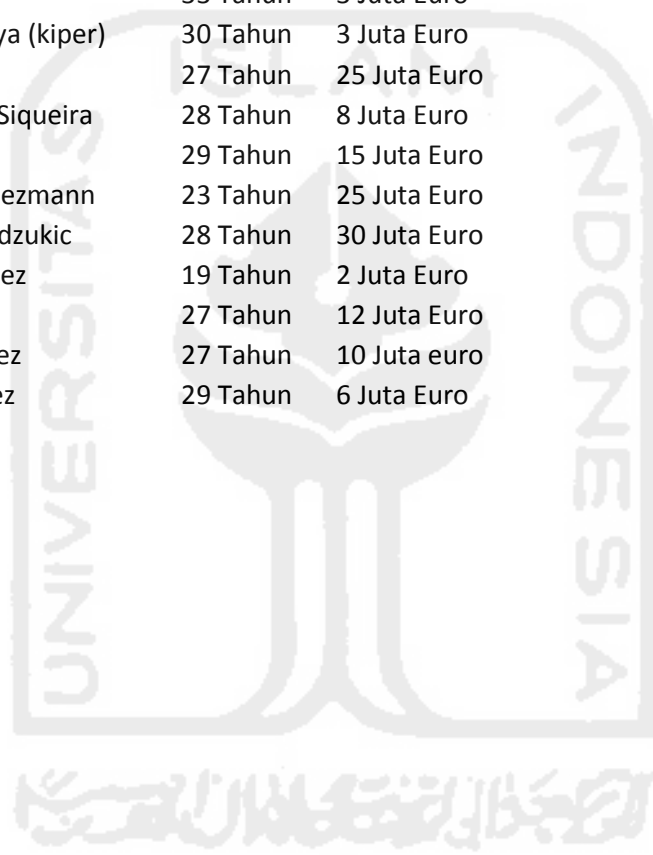 ya (kiper) 30 Tahun 3 Juta Euro
27 Tahun 25 Juta Euro
Siqueira 28 Tahun 8 Juta Euro
29 Tahun 15 Juta Euro
ezmann 23 Tahun 25 Juta Euro
dzukic 28 Tahun 30 Juta Euro
ez 19 Tahun 2 Juta Euro
27 Tahun 12 Juta Euro
ez 27 Tahun 10 Juta euro
ez 29 Tahun 6 Juta Euro
ISLAM
UNIVERSITAS
INDONESIA